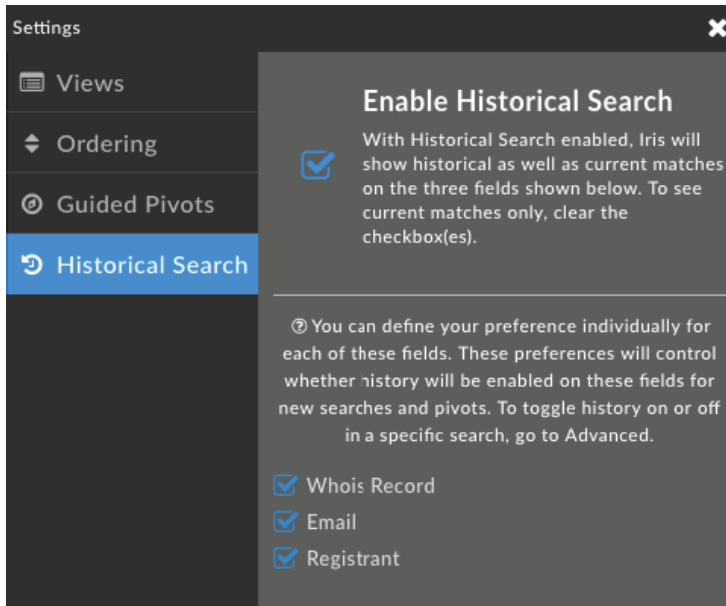 Settings
Views
Ordering
Guided Pivots
Historical Search
Enable Historical Search
With Historical Search enabled, Iris will
show historical as well as current matches
on the three fields shown below. To see
current matches only, clear the
checkbox(es).
You can define your preference individually for
each of these fields. These preferences will control
whether history will be enabled on these fields for
new searches and pivots. To toggle history on or off
in a specific search, go to Advanced.
Whois Record
Email
Registrant